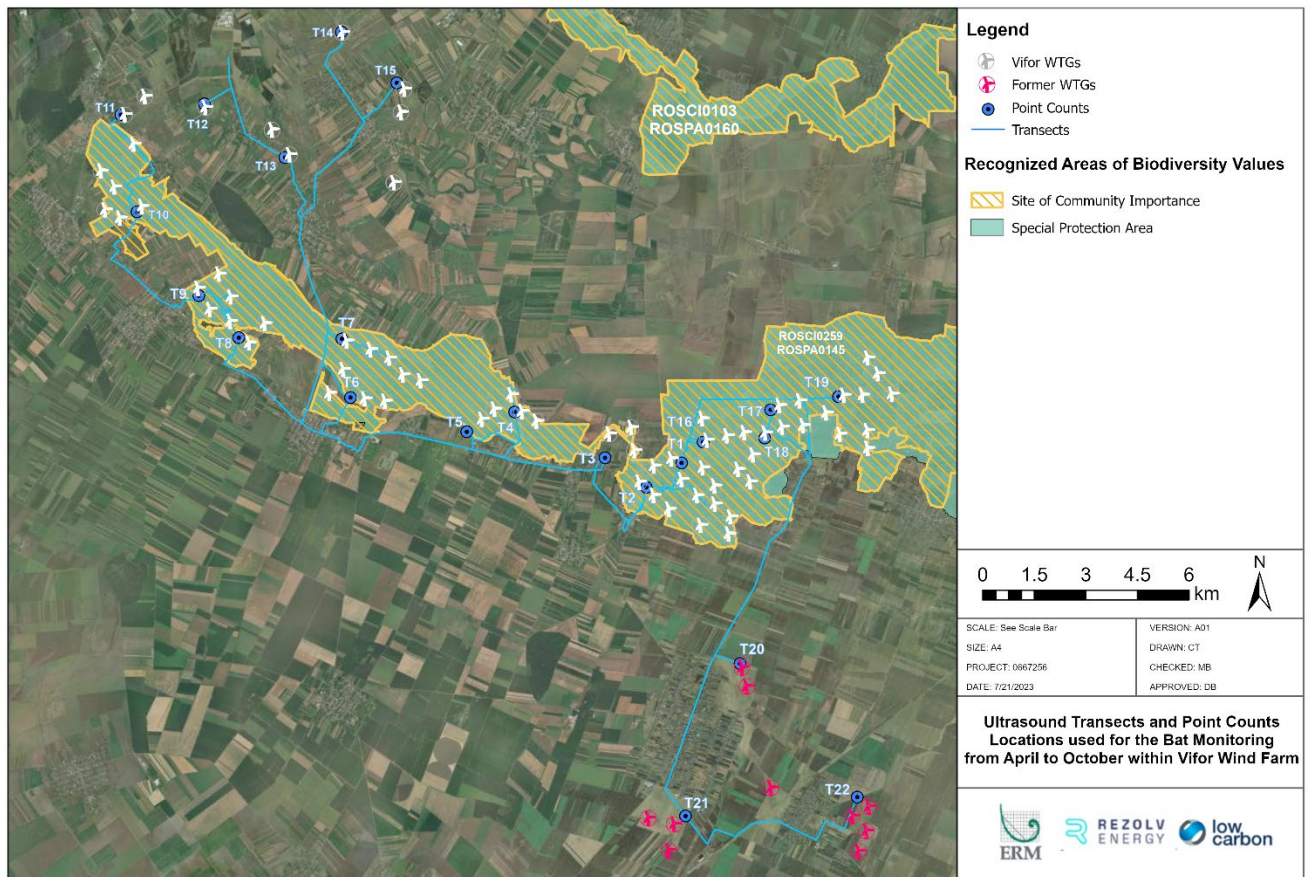 T14
T15
T11
T12
T13
ROSCI0103
ROSPA0160
T10
T9
T8
T7
T6
T5
T4
T3
T2
T1
T16
T17
T18
T19
ROSCI0259
ROSPA0145
T20
T21
T22
Legend
Vifor WTGs
Former WTGs
Point Counts
Transects
Recognized Areas of Biodiversity Values
Site of Community Importance
Special Protection Area
0 1.5 3 4.5 6
km
N
SCALE: See Scale Bar
VERSION: A01
SIZE: A4
DRAWN: CT
PROJECT: 0667256
CHECKED: MB
DATE: 7/21/2023
APPROVED: DB
Ultrasound Transects and Point Counts
Locations used for the Bat Monitoring
from April to October within Vifor Wind Farm
ERM
REZOLV
ENERGY
low
carbon